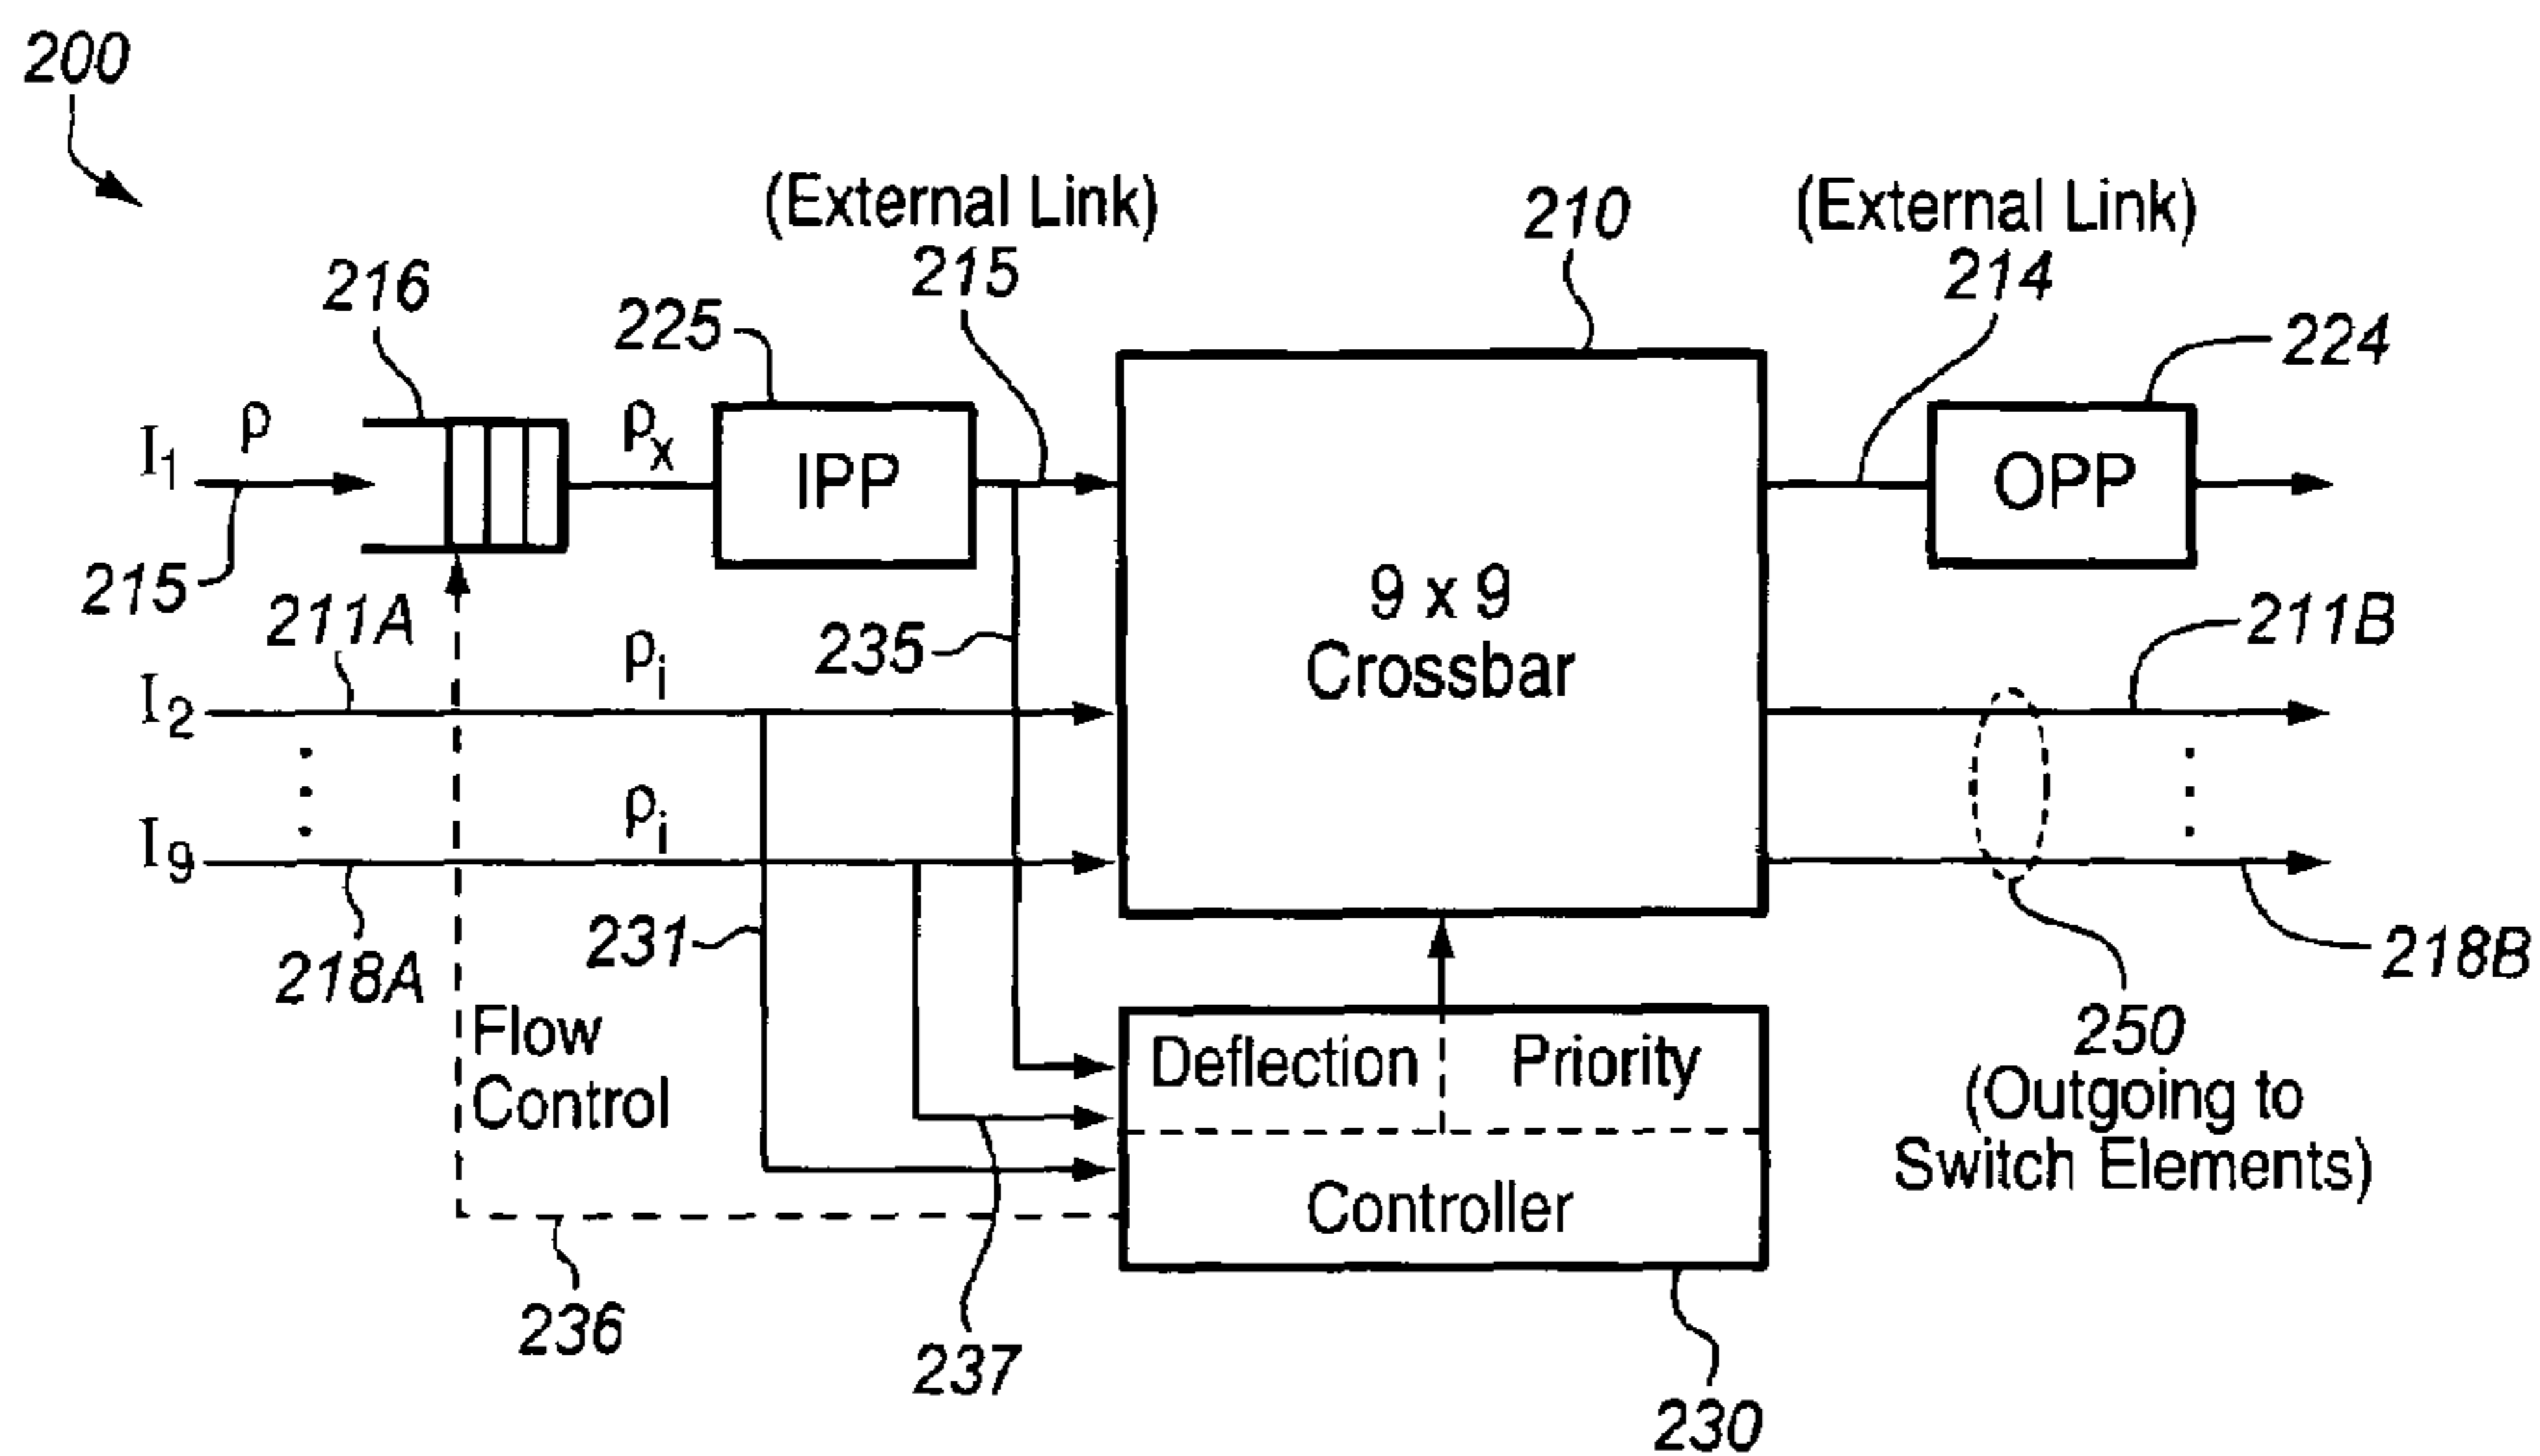 200
(External Link)
215
210
(External Link)
214
216
225
224
I1 ρ
ρx
IPP
OPP
215
211A
ρi
235
9 x 9
Crossbar
211B
I2
ρi
I9
231
218A
218B
Flow
Control
Deflection Priority
Controller
250
(Outgoing to
Switch Elements)
236
237
230